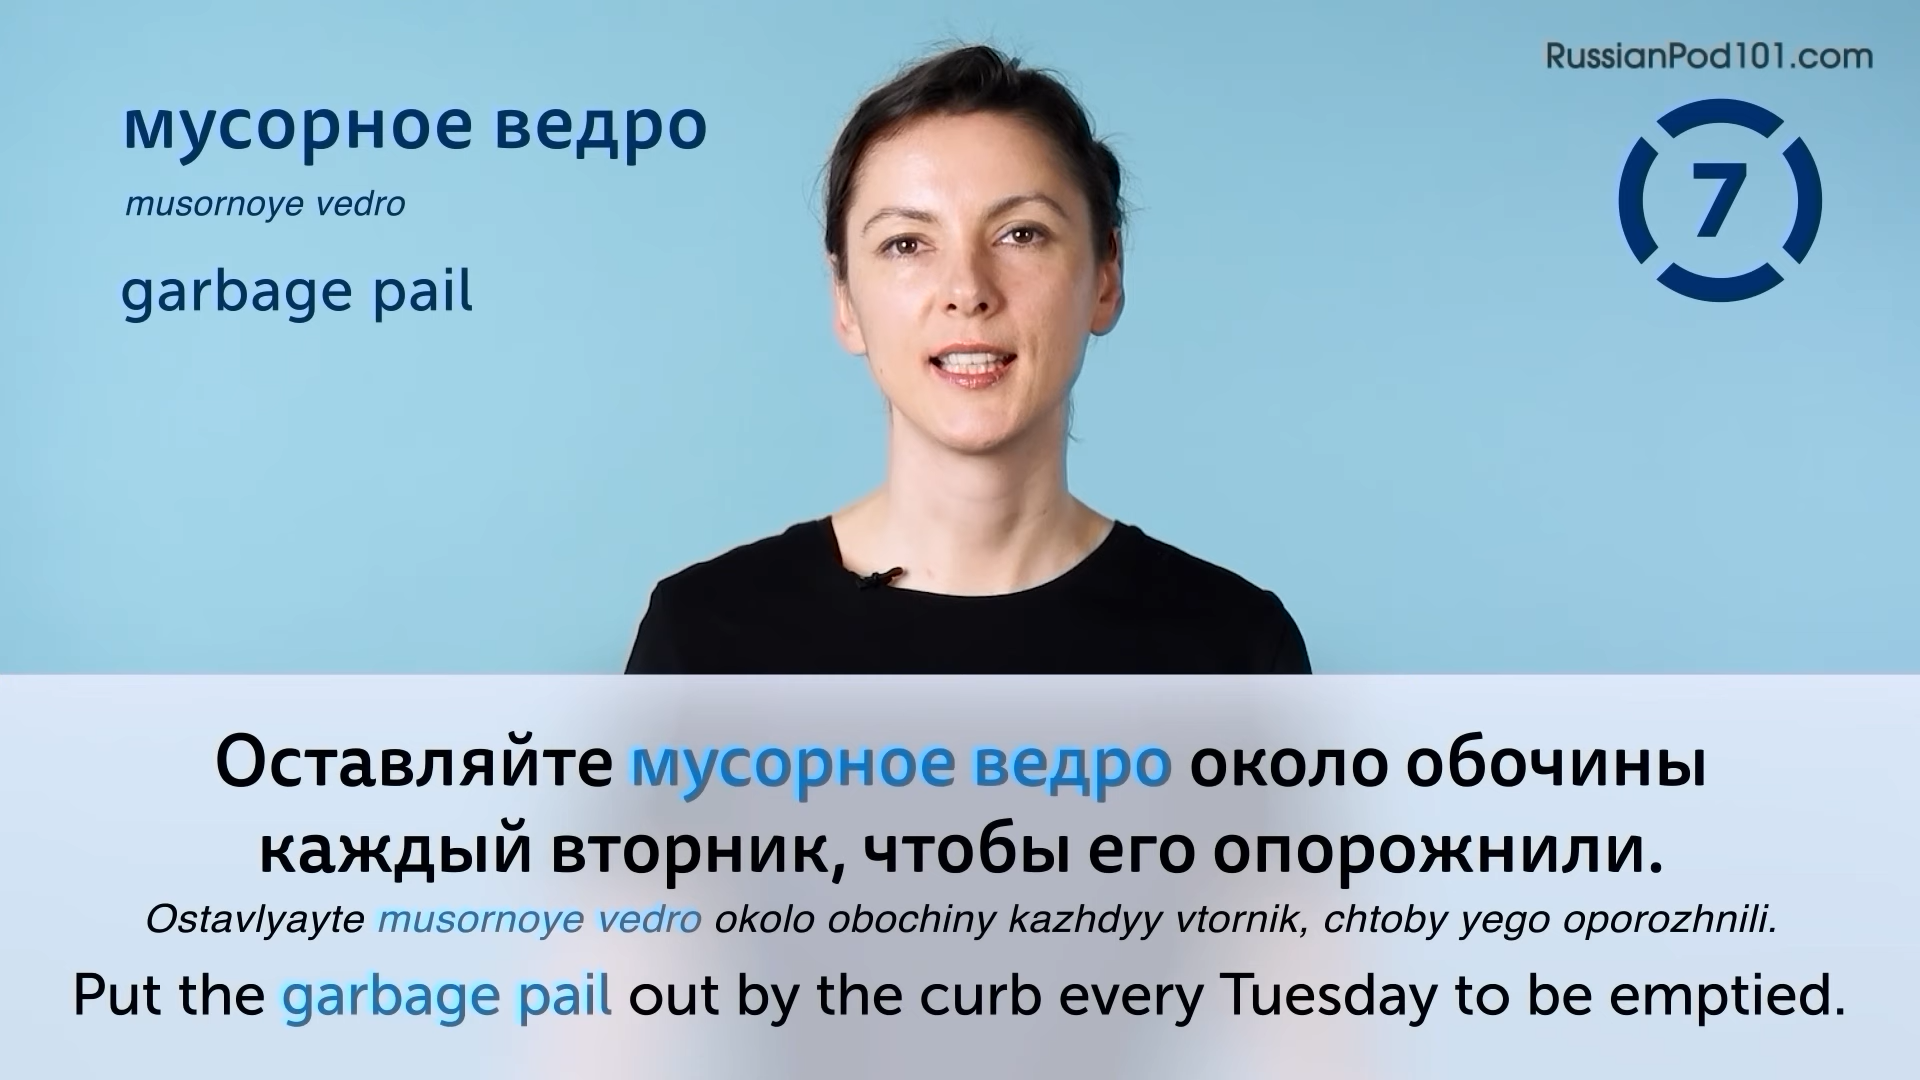 RussianPod101.com
мусорное ведро
musornoye vedro
garbage pail
7
Оставляйте мусорное ведро около обочины
каждый вторник, чтобы его опорожнили.
Ostavlyayte musornoye vedro okolo obochiny kazhdyy vtornik, chtoby yego oporozhnili.
Put the garbage pail out by the curb every Tuesday to be emptied.